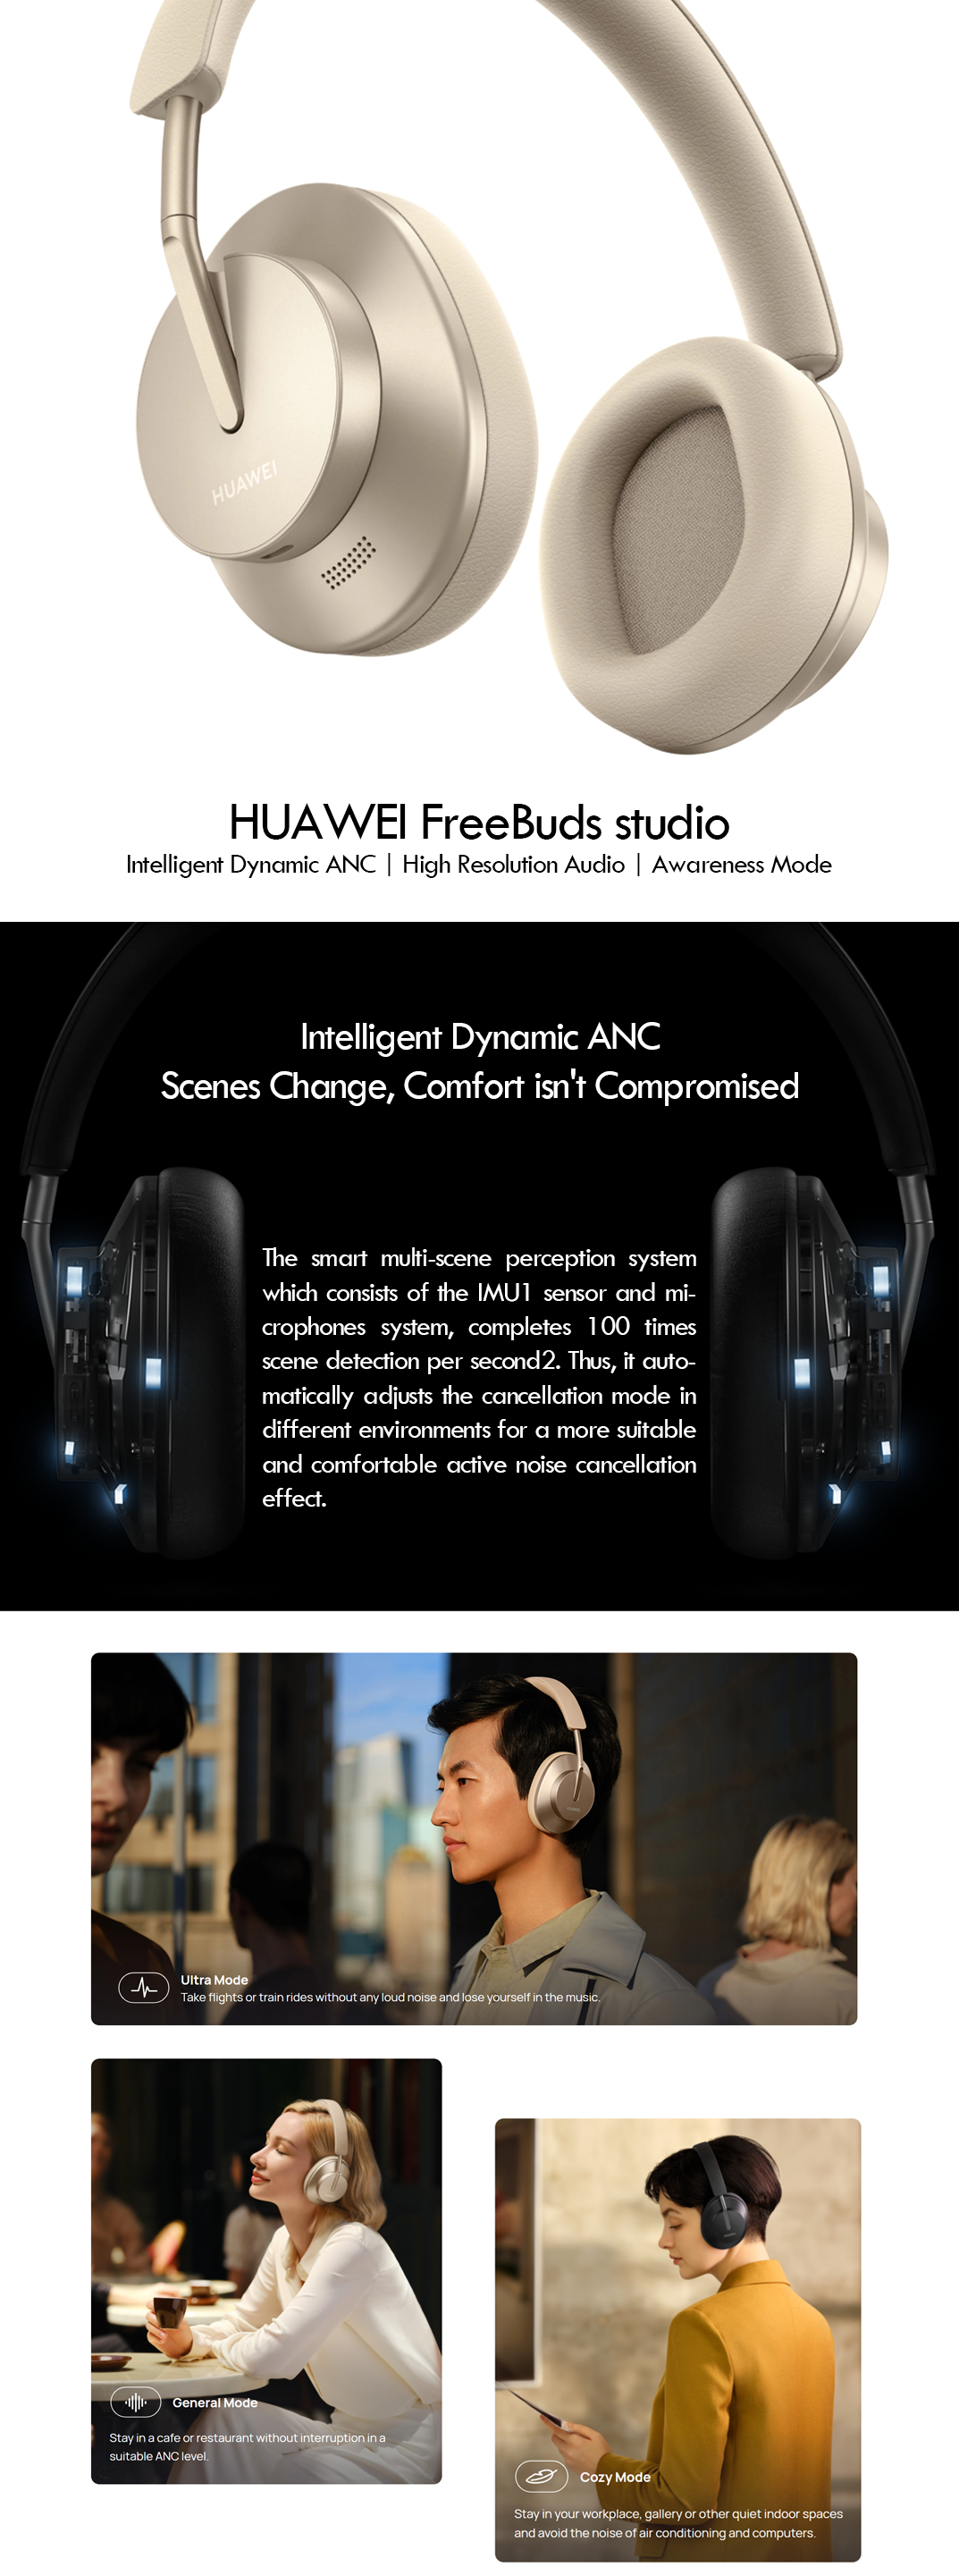 HUAWEI
HUAWEI FreeBuds studio
Intelligent Dynamic ANC | High Resolution Audio | Awareness Mode
Intelligent Dynamic ANC
Scenes Change, Comfort isn't Compromised
The smart multi-scene perception system
which consists of the IMU1 sensor and mi-
crophones system, completes 100 times
scene detection per second2. Thus, it auto-
matically adjusts the cancellation mode in
different environments for a more suitable
and comfortable active noise cancellation
effect.
Ultra Mode
Take flights or train rides without any loud noise and lose yourself in the music.
General Mode
Stay in a cafe or restaurant without interruption in a
suitable ANC level.
Cozy Mode
Stay in your workplace, gallery or other quiet indoor spaces
and avoid the noise of air conditioning and computers.